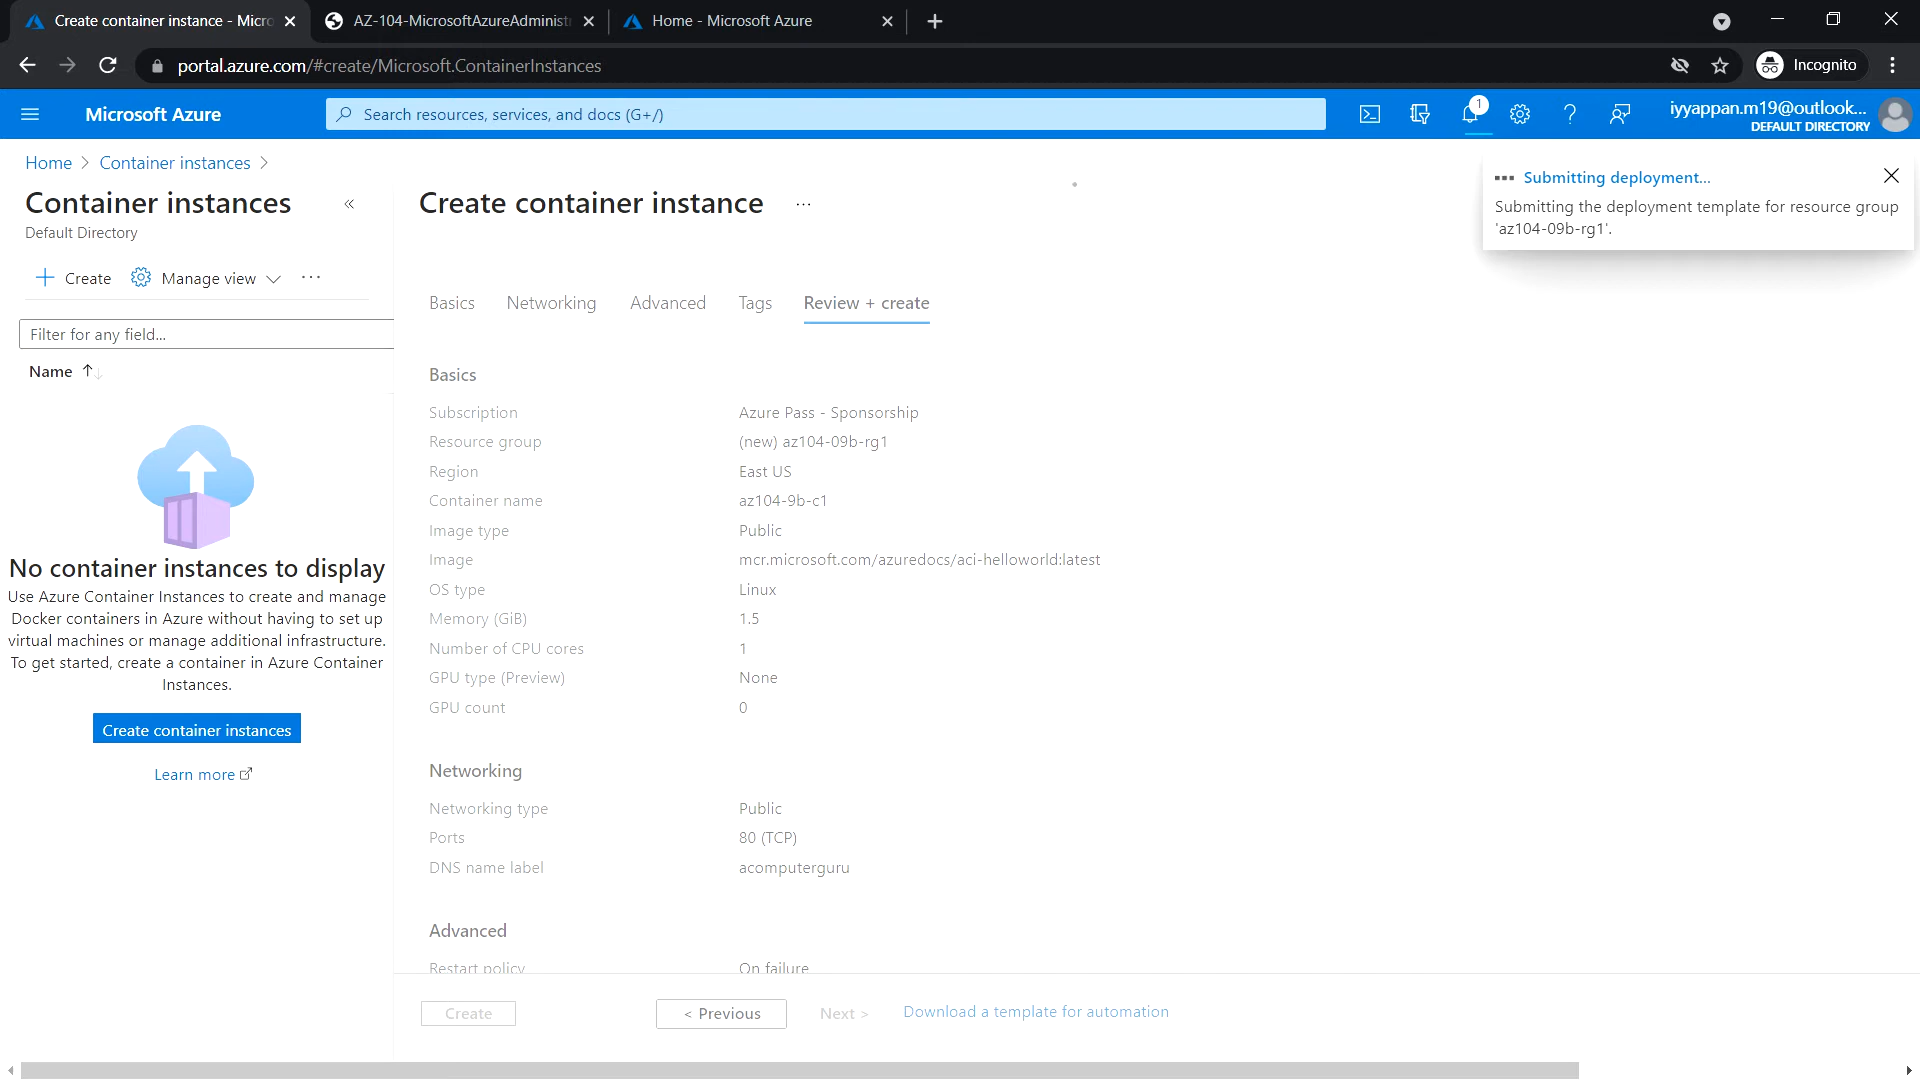 Create container instance - Micro
AZ-104-MicrosoftAzureAdminist
Home - Microsoft Azure
portal.azure.com/#create/Microsoft.ContainerInstances
Incognito
Microsoft Azure
Search resources, services, and docs (G+/)
1
iyyappan.m19@outlook...
DEFAULT DIRECTORY
Home > Container instances >
Container instances «
Default Directory
Create
Manage view
...
Filter for any field...
Name ↑↓
No container instances to display
Use Azure Container Instances to create and manage
Docker containers in Azure without having to set up
virtual machines or manage additional infrastructure.
To get started, create a container in Azure Container
Instances.
Create container instances
Learn more
Create container instance ...
Submitting deployment...
Submitting the deployment template for resource group
'az104-09b-rg1'.
Basics Networking Advanced Tags Review + create
Basics
Subscription Azure Pass - Sponsorship
Resource group (new) az104-09b-rg1
Region East US
Container name az104-9b-c1
Image type Public
Image mcr.microsoft.com/azuredocs/aci-helloworld:latest
OS type Linux
Memory (GiB) 1.5
Number of CPU cores 1
GPU type (Preview) None
GPU count 0
Networking
Networking type Public
Ports 80 (TCP)
DNS name label acomputerguru
Advanced
Restart policy On failure
Create
< Previous
Next >
Download a template for automation